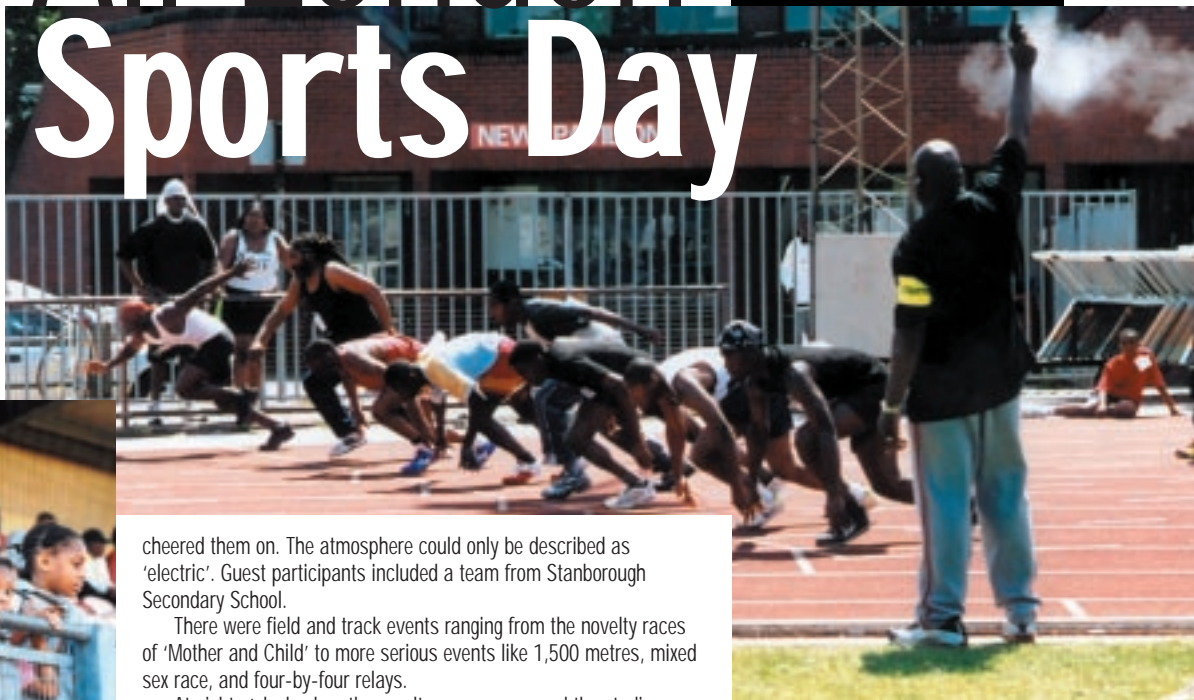 Sports Day
NEW PAVILION
cheered them on. The atmosphere could only be described as
‘electric’. Guest participants included a team from Stanborough
Secondary School.
There were field and track events ranging from the novelty races
of ‘Mother and Child’ to more serious events like 1,500 metres, mixed
sex race, and four-by-four relays.